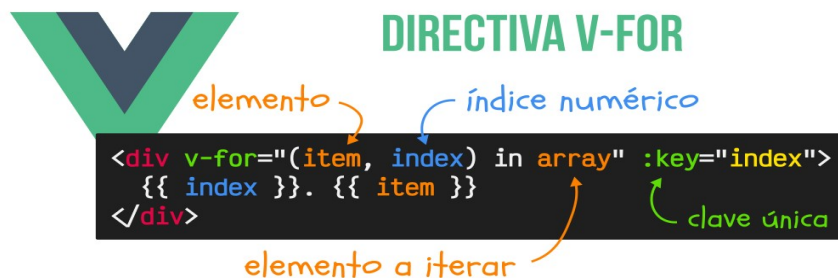 DIRECTIVA V-FOR
elemento
índice numérico
<div v-for="(item, index) in array" :key="index">
{{ index }}. {{ item }}
</div>
clave única
elemento a iterar